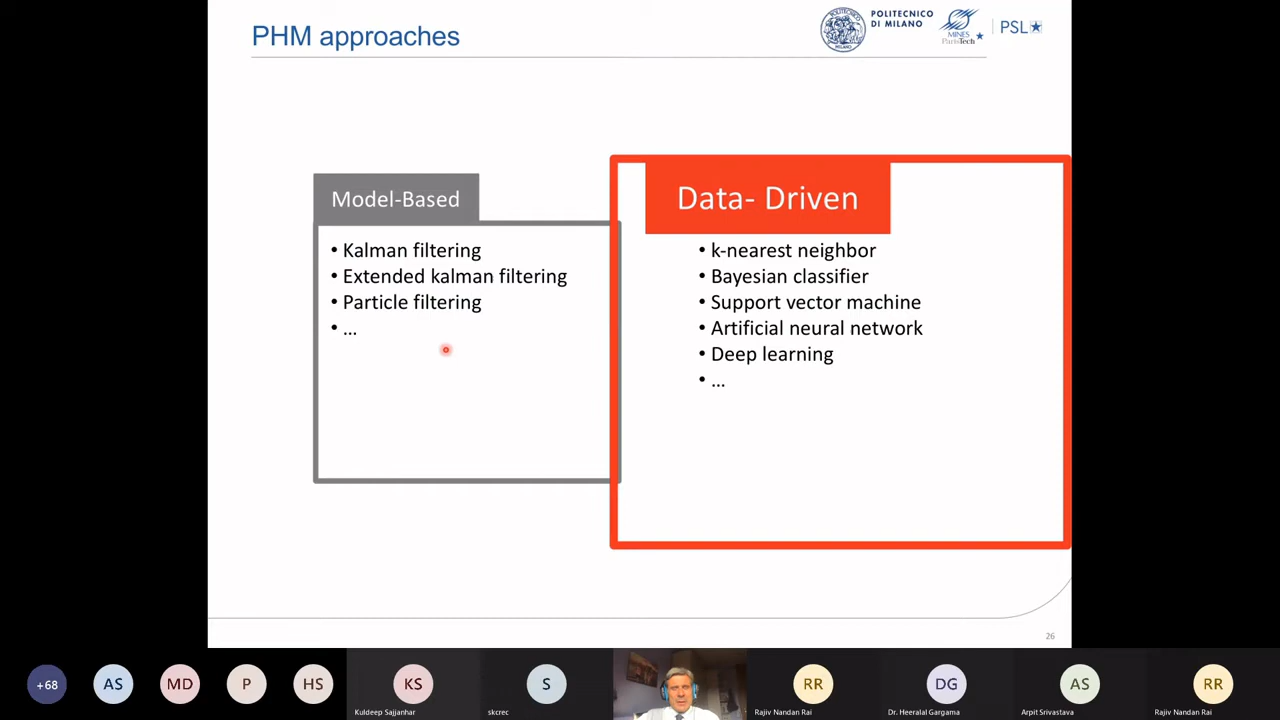 PHM approaches
POLITECNICO
DI MILANO
MINES
ParisTech
PSL
Model-Based
• Kalman filtering
• Extended kalman filtering
• Particle filtering
• ...
Data- Driven
• k-nearest neighbor
• Bayesian classifier
• Support vector machine
• Artificial neural network
• Deep learning
• ...
26
+68
AS
MD
P
HS
KS
Kuldeep Sajjanhar
S
skcrec
RR
Rajiv Nandan Rai
DG
Dr. Heeralal Gargama
AS
Arpit Srivastava
RR
Rajiv Nandan Rai